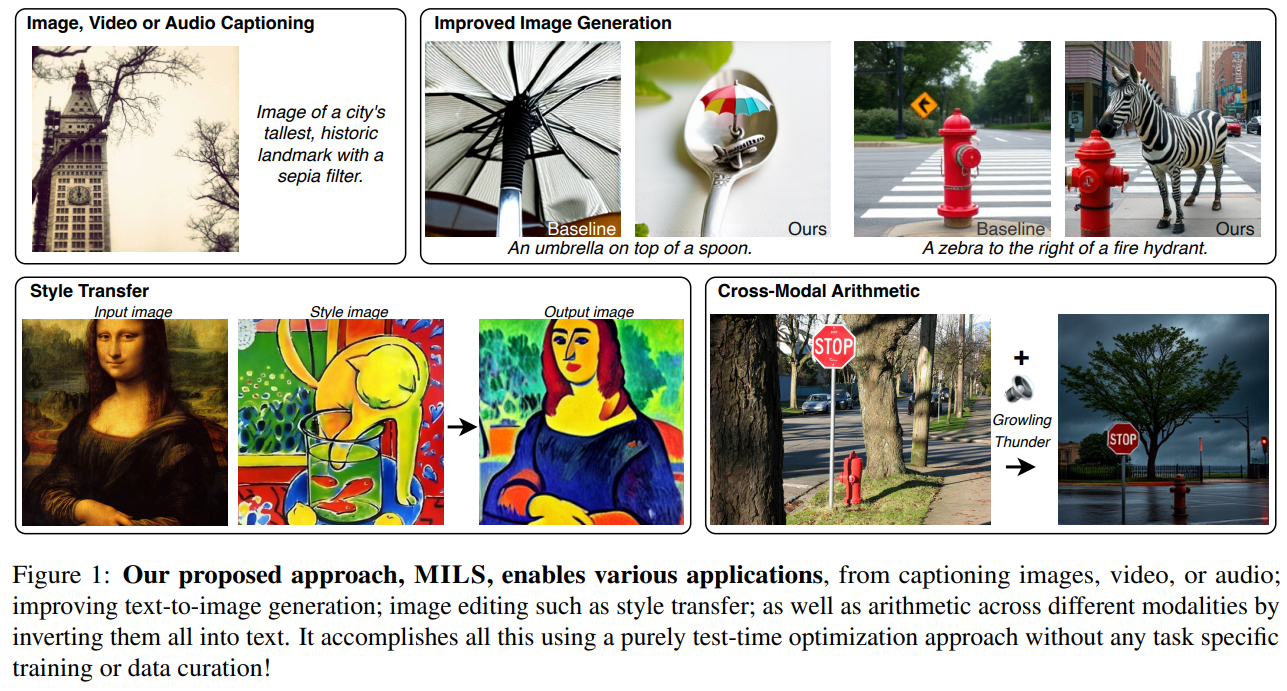 Image, Video or Audio Captioning
Image of a city's
tallest, historic
landmark with a
sepia filter.
Improved Image Generation
Baseline
Ours
An umbrella on top of a spoon.
Baseline
Ours
A zebra to the right of a fire hydrant.
Style Transfer
Input image
Style image
Output image
Cross-Modal Arithmetic
STOP
+
Growling
Thunder
STOP
Figure 1: Our proposed approach, MILS, enables various applications, from captioning images, video, or audio;
improving text-to-image generation; image editing such as style transfer; as well as arithmetic across different modalities by
inverting them all into text. It accomplishes all this using a purely test-time optimization approach without any task specific
training or data curation!